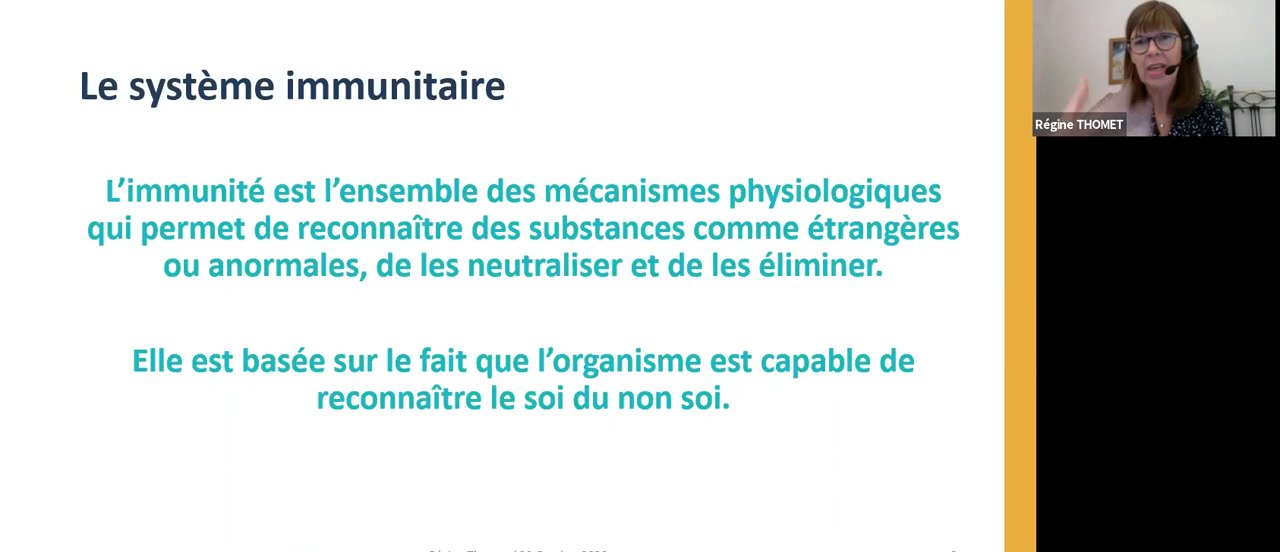 Le système immunitaire
L’immunité est l’ensemble des mécanismes physiologiques
qui permet de reconnaître des substances comme étrangères
ou anormales, de les neutraliser et de les éliminer.
Elle est basée sur le fait que l’organisme est capable de
reconnaître le soi du non soi.
Régine THOMET